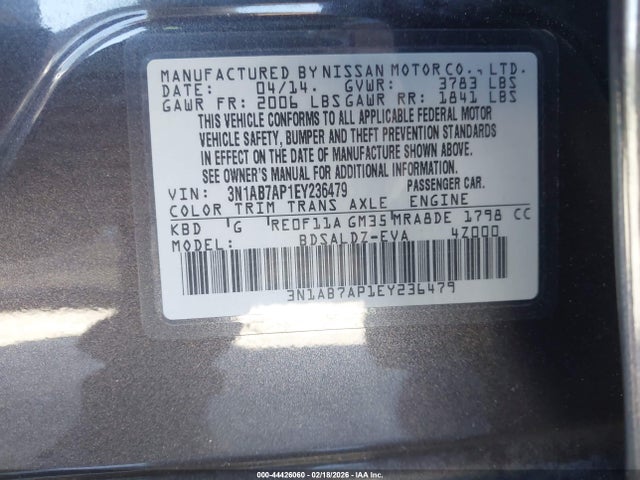 MANUFACTURED BY NISSAN MOTOR CO., LTD.
DATE: 04/14. GVWR: 3783 LBS
GAWR FR: 2006 LBS GAWR RR: 1841 LBS
THIS VEHICLE CONFORMS TO ALL APPLICABLE FEDERAL MOTOR
VEHICLE SAFETY, BUMPER AND THEFT PREVENTION STANDARDS
IN EFFECT ON THE DATE OF MANUFACTURE SHOWN ABOVE.
SEE OWNER'S MANUAL FOR ADDITIONAL INFORMATION.
VIN: 3N1AB7AP1EY236479 PASSENGER CAR.
COLOR TRIM TRANS AXLE ENGINE
KBD G RE0F11A GM35 MRA8DE 1798 CC
MODEL: BDSALDZ-EVA 4Z000
3N1AB7AP1EY236479
000-44426060 - 02/18/2026 - IAA, Inc.